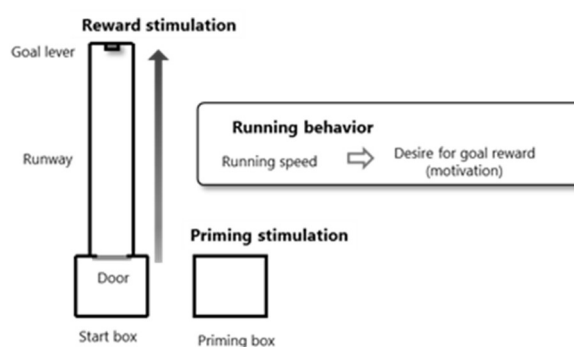 Reward stimulation
Goal lever
Runway
Running behavior
Running speed
Desire for goal reward
(motivation)
Priming stimulation
Door
Start box
Priming box